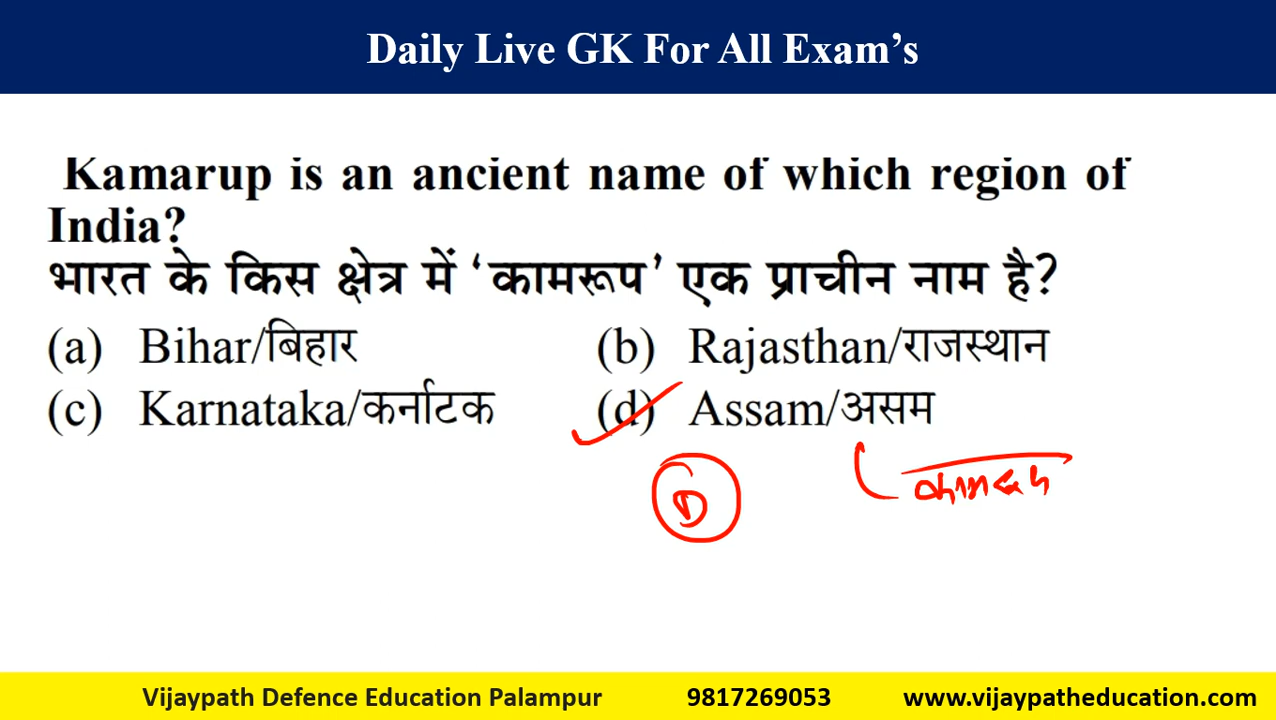 Daily Live GK For All Exam’s
Kamarup is an ancient name of which region of
India?
भारत के किस क्षेत्र में ‘कामरूप’ एक प्राचीन नाम है?
(a) Bihar/बिहार (b) Rajasthan/राजस्थान
(c) Karnataka/कर्नाटक (d) Assam/असम
D कामरूप
Vijaypath Defence Education Palampur 9817269053 www.vijaypatheducation.com